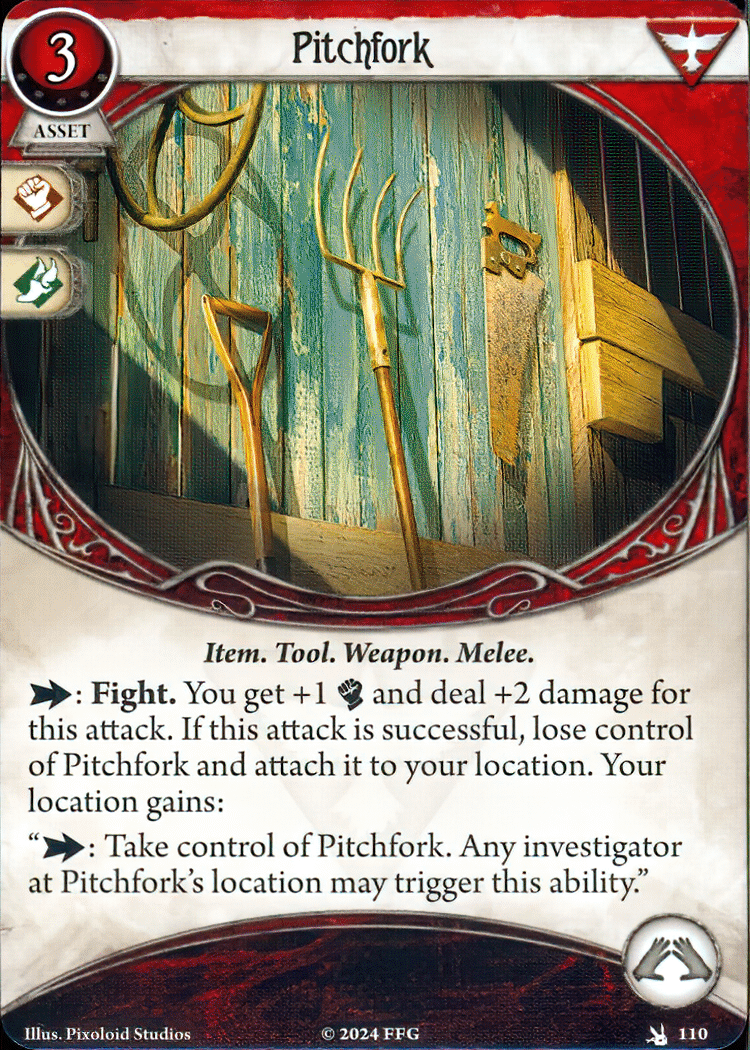 3
Pitchfork
ASSET
Item. Tool. Weapon. Melee.
: Fight. You get +1 and deal +2 damage for
this attack. If this attack is successful, lose control
of Pitchfork and attach it to your location. Your
location gains:
“: Take control of Pitchfork. Any investigator
at Pitchfork’s location may trigger this ability.”
Illus. Pixoloid Studios
© 2024 FFG
110